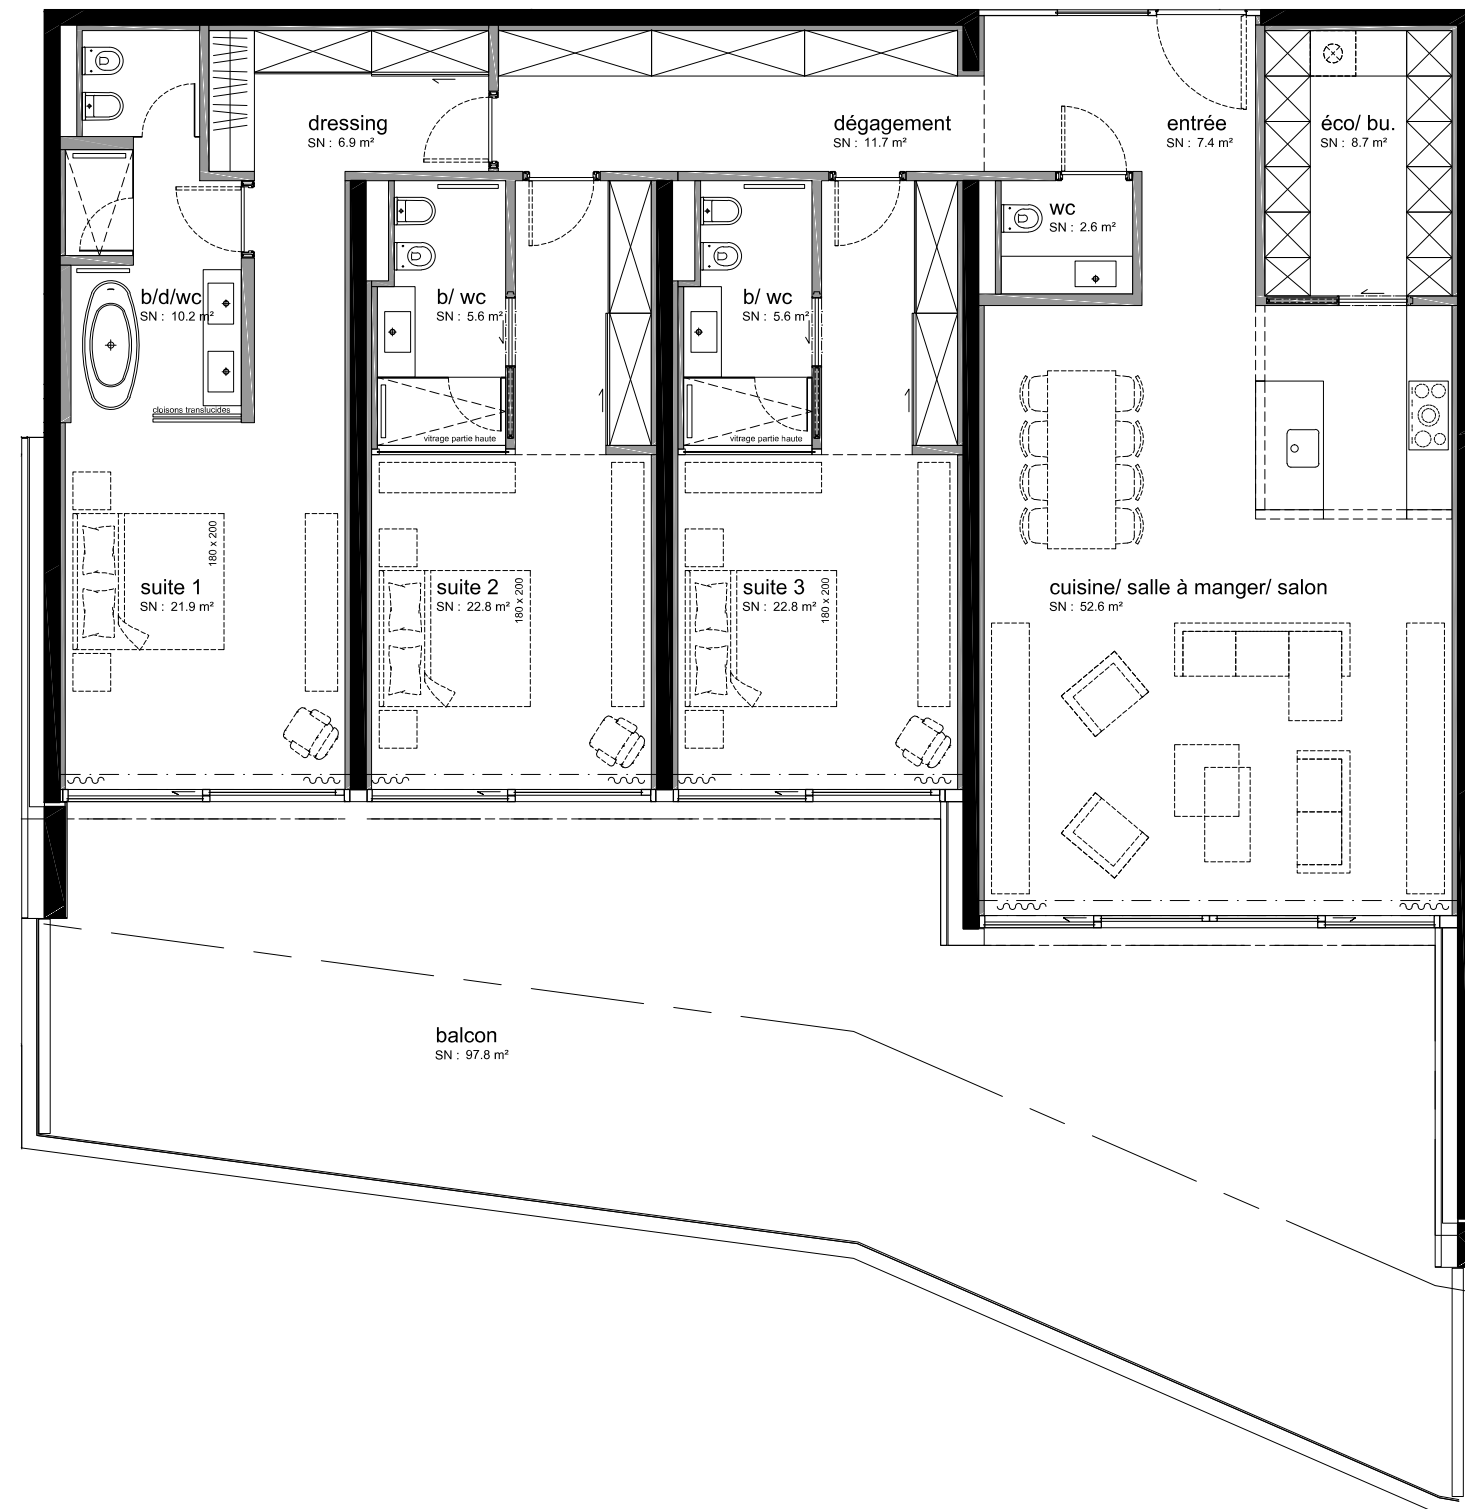 dressing
SN : 6.9 m²
dégagement
SN : 11.7 m²
entrée
SN : 7.4 m²
éco/ bu.
SN : 8.7 m²
wc
SN : 2.6 m²
b/d/wc
SN : 10.2 m²
b/ wc
SN : 5.6 m²
b/ wc
SN : 5.6 m²
cloisons translucides
vitrage partie haute
vitrage partie haute
180 x 200
suite 1
SN : 21.9 m²
180 x 200
suite 2
SN : 22.8 m²
180 x 200
suite 3
SN : 22.8 m²
cuisine/ salle à manger/ salon
SN : 52.6 m²
balcon
SN : 97.8 m²